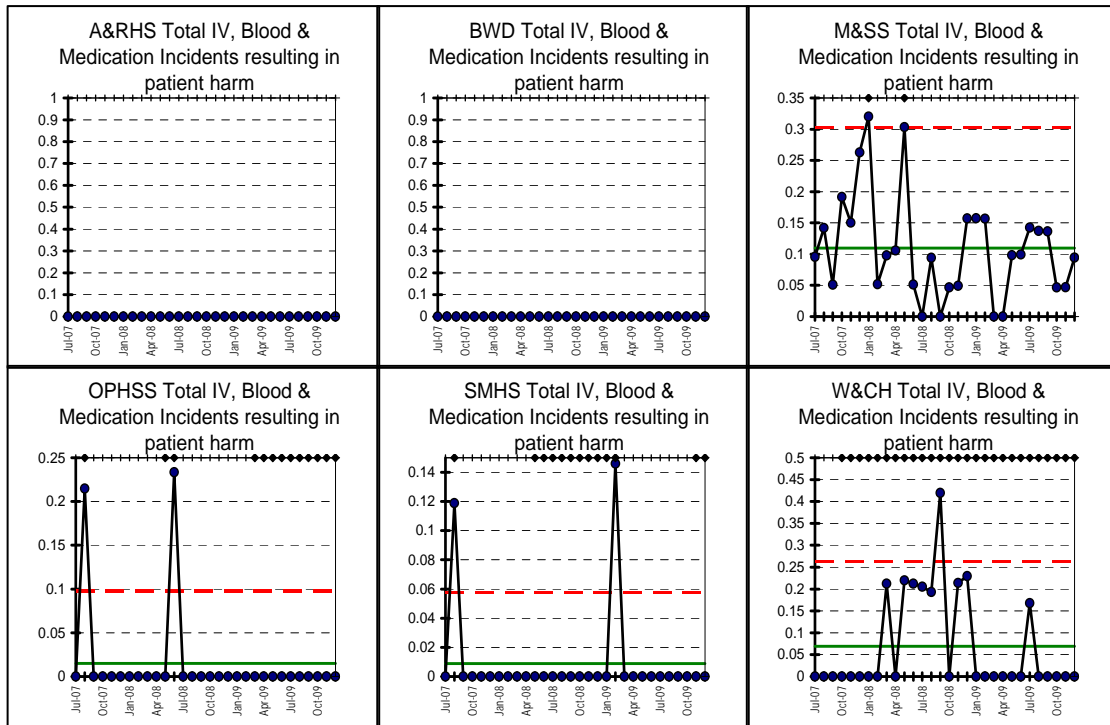 A&RHS Total IV, Blood &
Medication Incidents resulting in
patient harm
1
0.9
0.8
0.7
0.6
0.5
0.4
0.3
0.2
0.1
0
Jul-07
Oct-07
Jan-08
Apr-08
Jul-08
Oct-08
Jan-09
Apr-09
Jul-09
Oct-09
BWD Total IV, Blood &
Medication Incidents resulting in
patient harm
1
0.9
0.8
0.7
0.6
0.5
0.4
0.3
0.2
0.1
0
Jul-07
Oct-07
Jan-08
Apr-08
Jul-08
Oct-08
Jan-09
Apr-09
Jul-09
Oct-09
M&SS Total IV, Blood &
Medication Incidents resulting in
patient harm
0.35
0.3
0.25
0.2
0.15
0.1
0.05
0
Jul-07
Oct-07
Jan-08
Apr-08
Jul-08
Oct-08
Jan-09
Apr-09
Jul-09
Oct-09
OPHSS Total IV, Blood &
Medication Incidents resulting in
patient harm
0.25
0.2
0.15
0.1
0.05
0
Jul-07
Oct-07
Jan-08
Apr-08
Jul-08
Oct-08
Jan-09
Apr-09
Jul-09
Oct-09
SMHS Total IV, Blood &
Medication Incidents resulting in
patient harm
0.14
0.12
0.1
0.08
0.06
0.04
0.02
0
Jul-07
Oct-07
Jan-08
Apr-08
Jul-08
Oct-08
Jan-09
Apr-09
Jul-09
Oct-09
W&CH Total IV, Blood &
Medication Incidents resulting in
patient harm
0.5
0.45
0.4
0.35
0.3
0.25
0.2
0.15
0.1
0.05
0
Jul-07
Oct-07
Jan-08
Apr-08
Jul-08
Oct-08
Jan-09
Apr-09
Jul-09
Oct-09